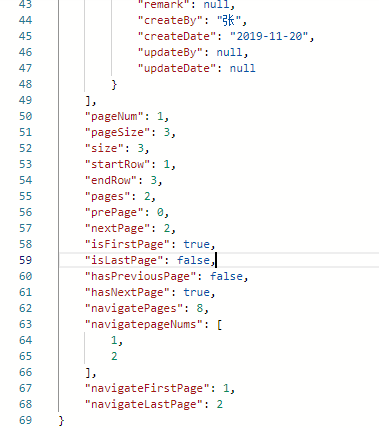 43 "remark": null,
44 "createBy": "张",
45 "createDate": "2019-11-20",
46 "updateBy": null,
47 "updateDate": null
48 }
49 ],
50 "pageNum": 1,
51 "pageSize": 3,
52 "size": 3,
53 "startRow": 1,
54 "endRow": 3,
55 "pages": 2,
56 "prePage": 0,
57 "nextPage": 2,
58 "isFirstPage": true,
59 "isLastPage": false,
60 "hasPreviousPage": false,
61 "hasNextPage": true,
62 "navigatePages": 8,
63 "navigatepageNums": [
64 1,
65 2
66 ],
67 "navigateFirstPage": 1,
68 "navigateLastPage": 2
69 }